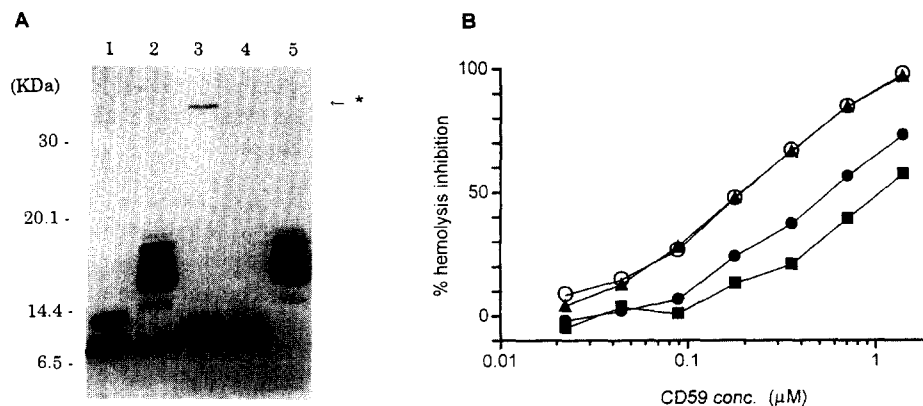 A
1 2 3 4 5
(KDa)
← *
30 -
20.1 -
14.4 -
6.5 -
B
100
50
0
% hemolysis inhibition
0.01 0.1 1
CD59 conc. (μM)